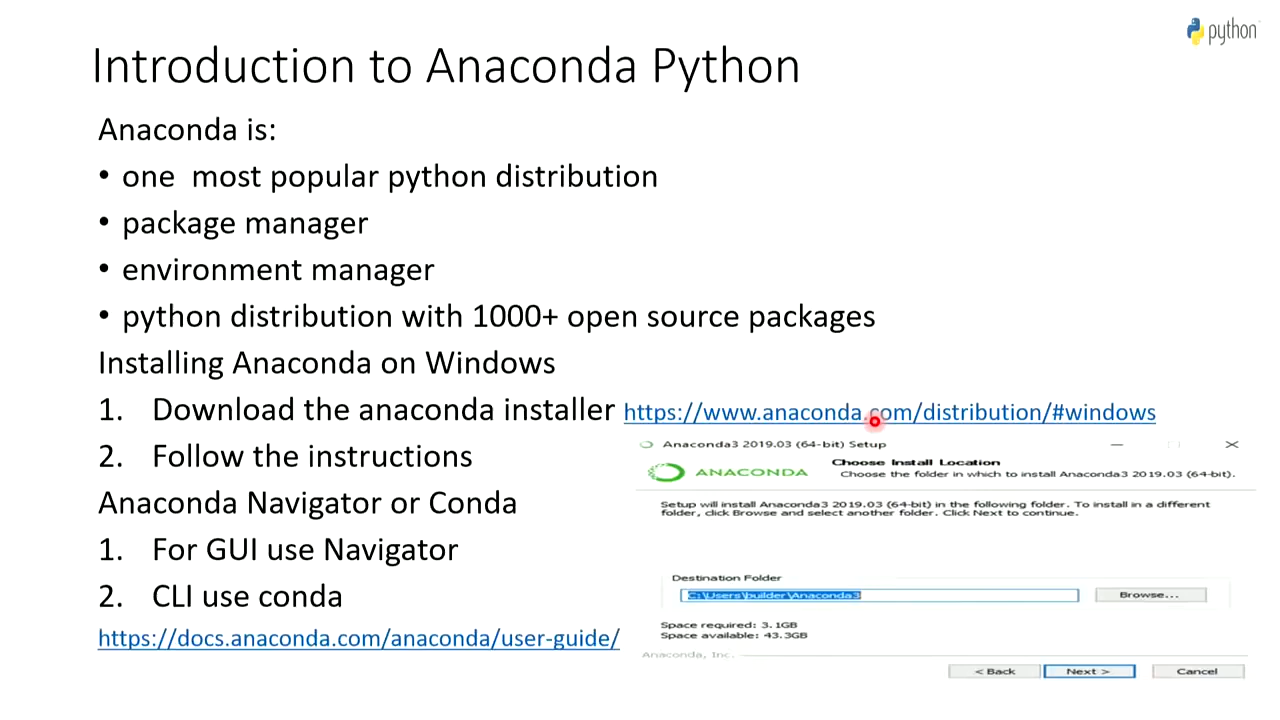 python
Introduction to Anaconda Python
Anaconda is:
• one  most popular python distribution
• package manager
• environment manager
• python distribution with 1000+ open source packages
Installing Anaconda on Windows
1. Download the anaconda installer https://www.anaconda.com/distribution/#windows
2. Follow the instructions
Anaconda Navigator or Conda
1. For GUI use Navigator
2. CLI use conda
https://docs.anaconda.com/anaconda/user-guide/
Anaconda3 2019.03 (64-bit) Setup
ANACONDA
Choose Install Location
Choose the folder in which to install Anaconda3 2019.03 (64-bit).
Setup will install Anaconda3 2019.03 (64-bit) in the following folder. To install in a different
folder, click Browse and select another folder. Click Next to continue.
Destination Folder
C:\Users\builder\Anaconda3
Browse...
Space required: 3.1GB
Space available: 43.3GB
Anaconda, Inc.
< Back
Next >
Cancel